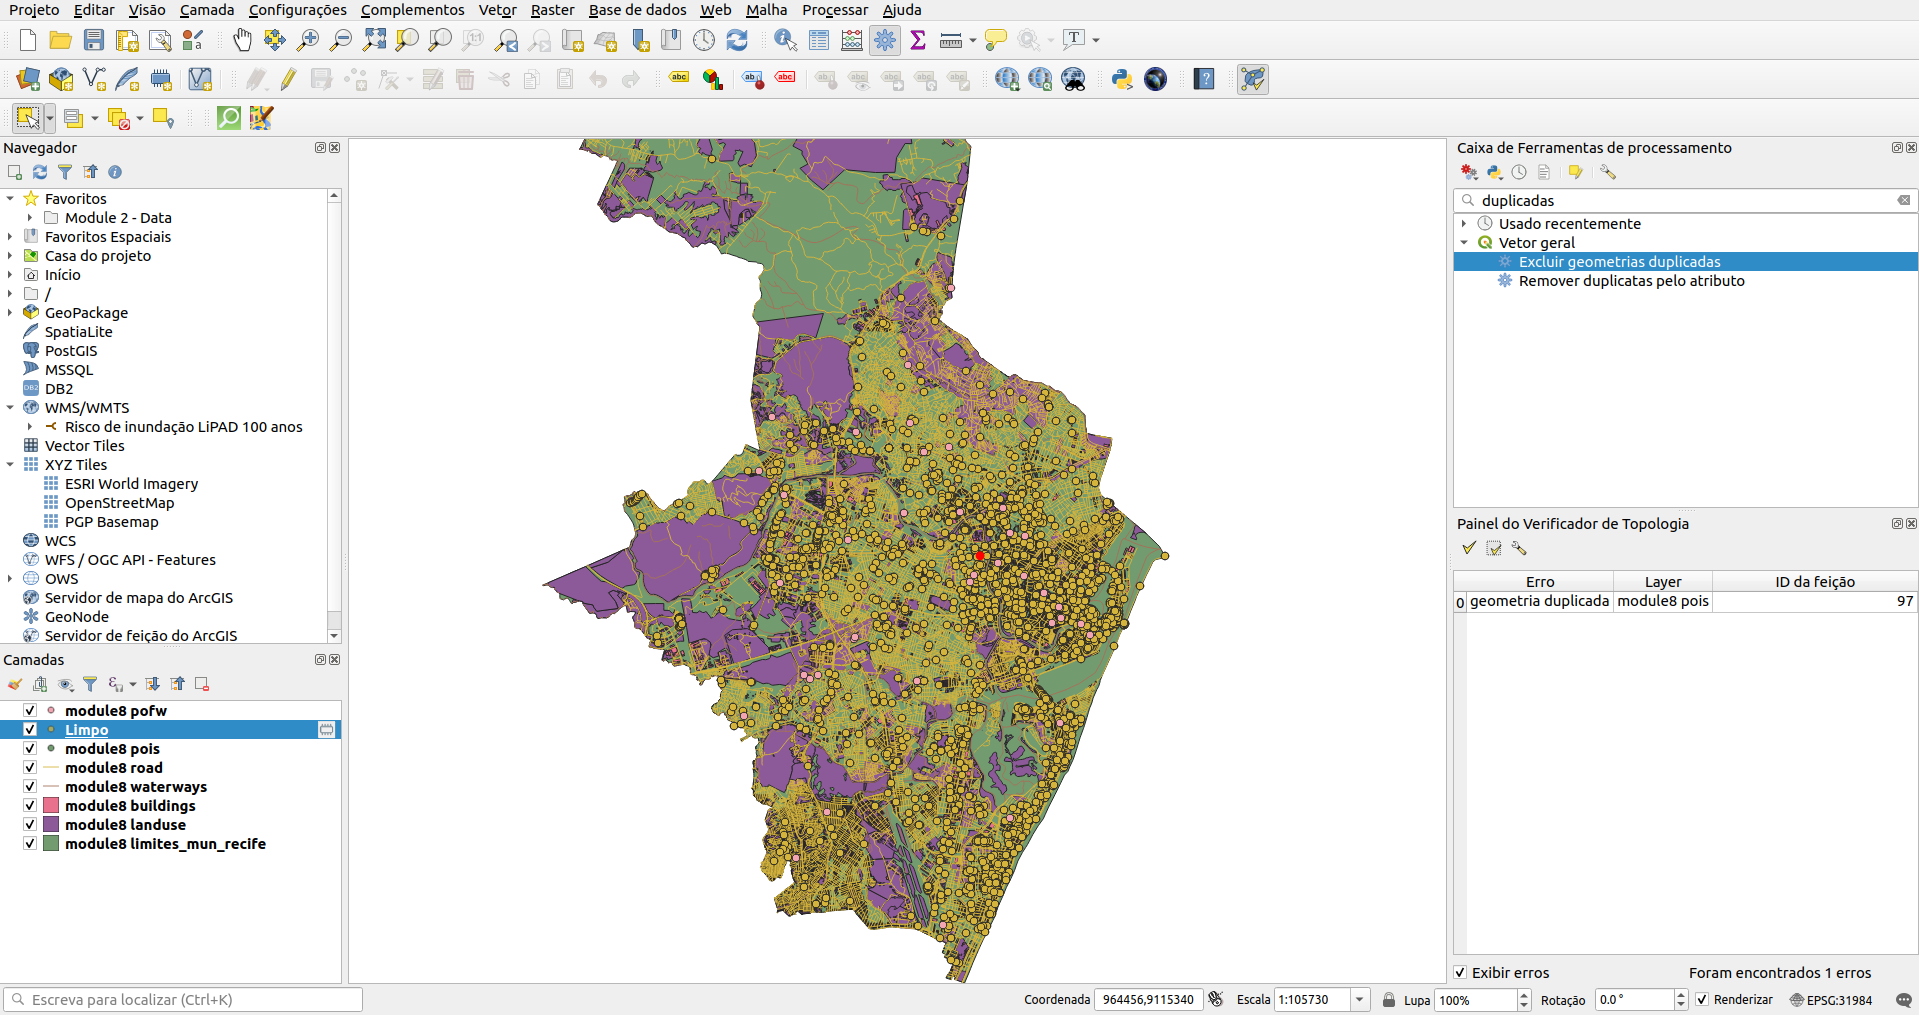 Projeto Editar Visão Camada Configurações Complementos Vetor Raster Base de dados Web Malha Processar Ajuda
Navegador
Favoritos
Module 2 - Data
Favoritos Espaciais
Casa do projeto
Início
/
GeoPackage
SpatiaLite
PostGIS
MSSQL
DB2
WMS/WMTS
Risco de inundação LiPAD 100 anos
Vector Tiles
XYZ Tiles
ESRI World Imagery
OpenStreetMap
PGP Basemap
WCS
WFS / OGC API - Features
OWS
Servidor de mapa do ArcGIS
GeoNode
Servidor de feição do ArcGIS
Camadas
module8 pofw
Limpo
module8 pois
module8 road
module8 waterways
module8 buildings
module8 landuse
module8 limites_mun_recife
Caixa de Ferramentas de processamento
duplicadas
Usado recentemente
Vetor geral
Excluir geometrias duplicadas
Remover duplicatas pelo atributo
Painel do Verificador de Topologia
Erro Layer ID da feição
0 geometria duplicada module8 pois 97
Exibir erros Foram encontrados 1 erros
Escreva para localizar (Ctrl+K) Coordenada 964456,9115340 Escala 1:105730 Lupa 100% Rotação 0.0 ° Renderizar EPSG:31984